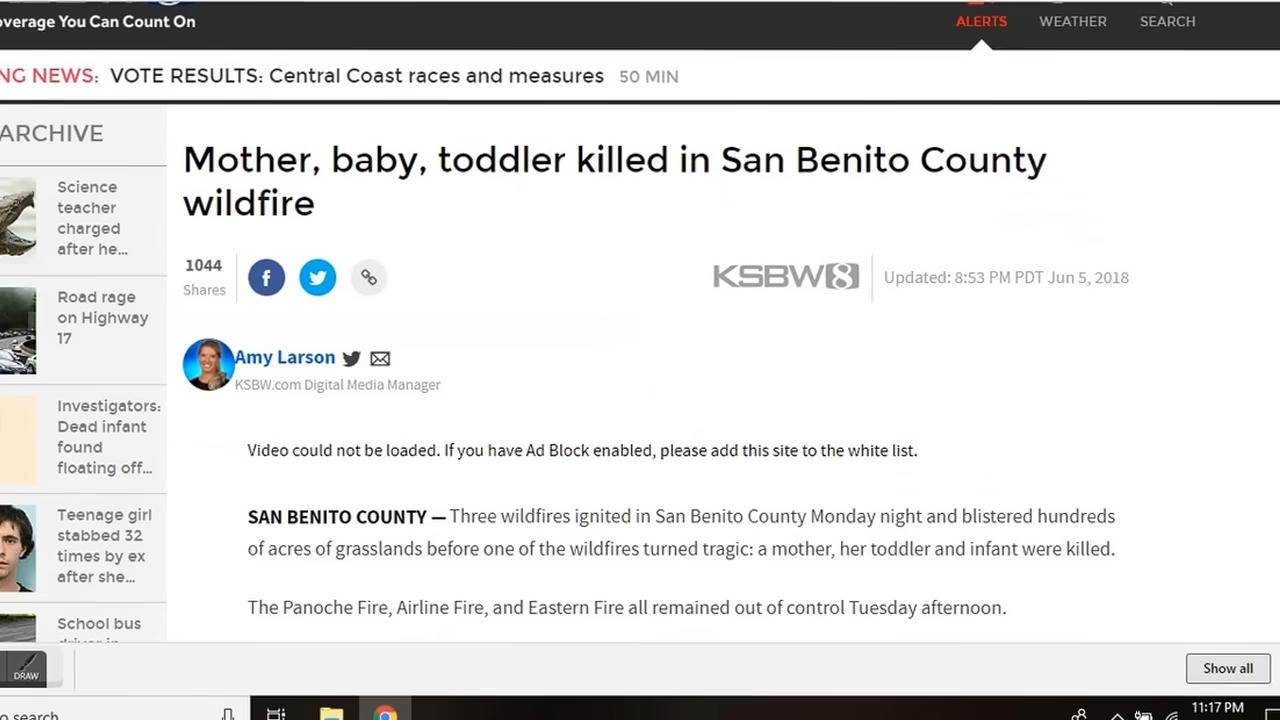 overage You Can Count On
ALERTS
WEATHER
SEARCH
NG NEWS: VOTE RESULTS: Central Coast races and measures 50 MIN
ARCHIVE
Science
teacher
charged
after he...
Road rage
on Highway
17
Investigators:
Dead infant
found
floating off...
Teenage girl
stabbed 32
times by ex
after she...
School bus
Mother, baby, toddler killed in San Benito County
wildfire
1044
Shares
KSBW8
Updated: 8:53 PM PDT Jun 5, 2018
Amy Larson
KSBW.com Digital Media Manager
Video could not be loaded. If you have Ad Block enabled, please add this site to the white list.
SAN BENITO COUNTY — Three wildfires ignited in San Benito County Monday night and blistered hundreds
of acres of grasslands before one of the wildfires turned tragic: a mother, her toddler and infant were killed.
The Panoche Fire, Airline Fire, and Eastern Fire all remained out of control Tuesday afternoon.
DRAW
Show all
o search
11:17 PM